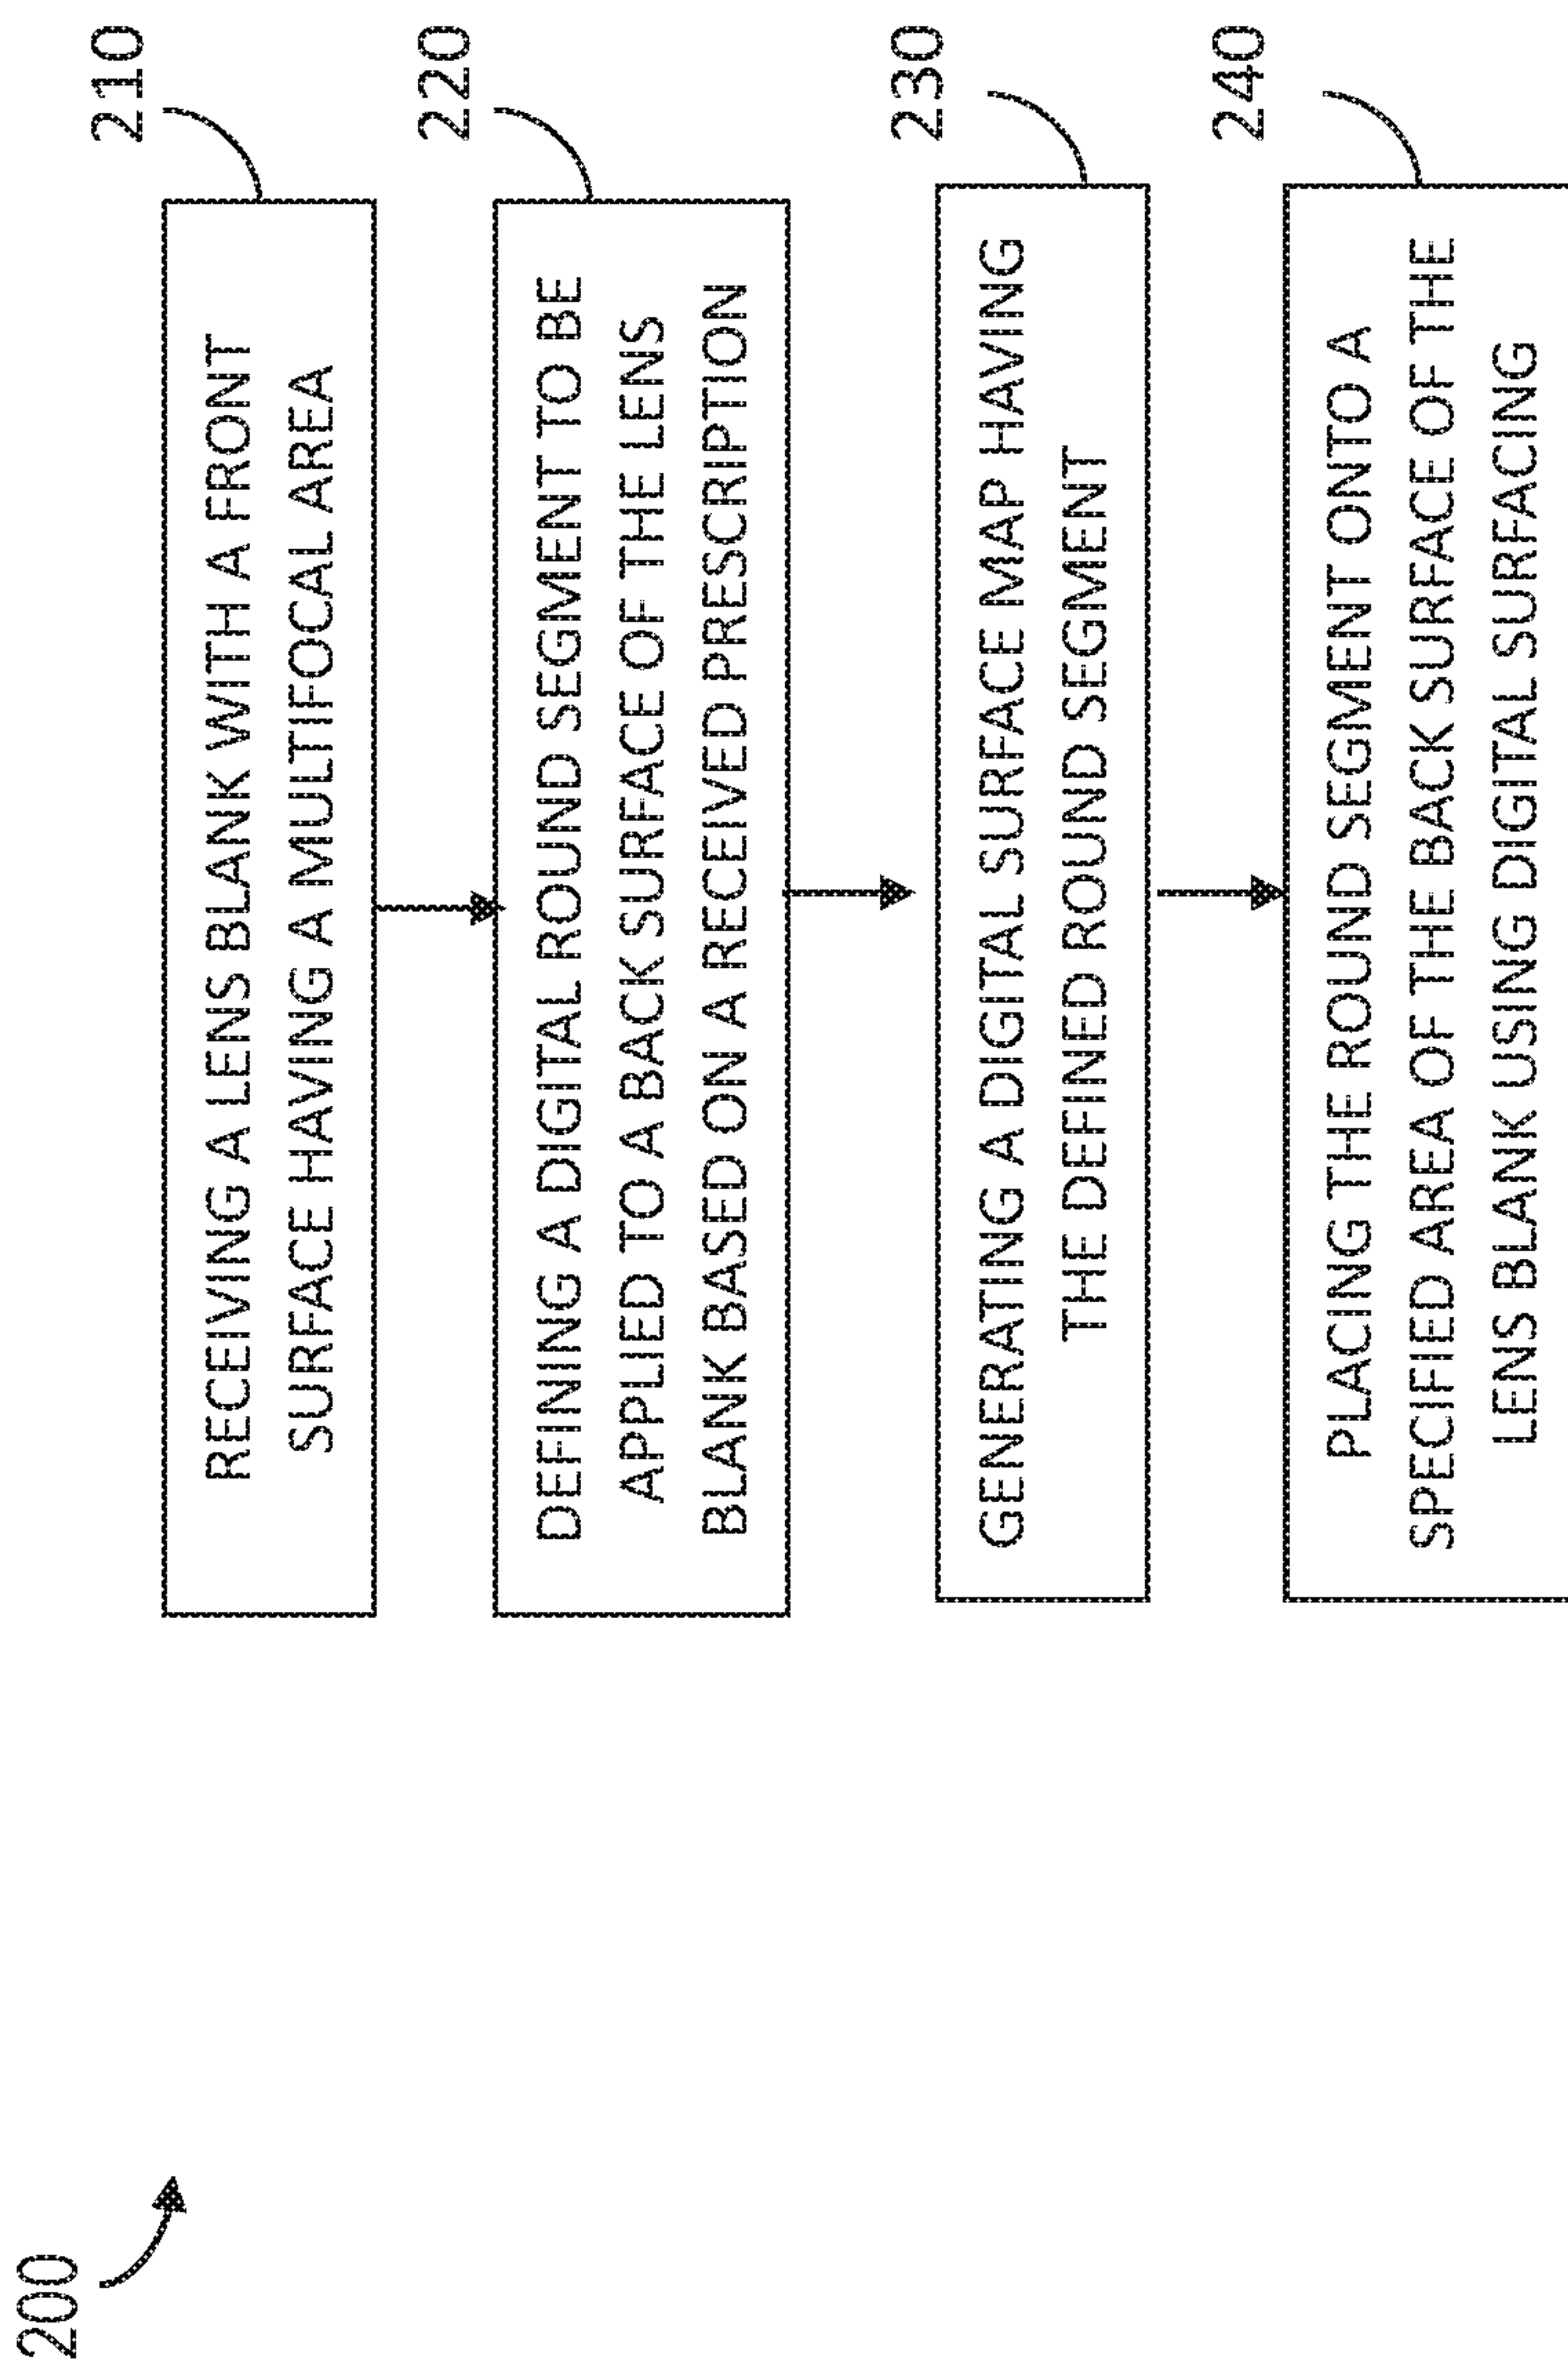 200
210
RECEIVING A LENS BLANK WITH A FRONT
SURFACE HAVING A MULTIFOCAL AREA
220
DEFINING A DIGITAL ROUND SEGMENT TO BE
APPLIED TO A BACK SURFACE OF THE LENS
BLANK BASED ON A RECEIVED PRESCRIPTION
230
GENERATING A DIGITAL SURFACE MAP HAVING
THE DEFINED ROUND SEGMENT
240
PLACING THE ROUND SEGMENT ONTO A
SPECIFIED AREA OF THE BACK SURFACE OF THE
LENS BLANK USING DIGITAL SURFACING